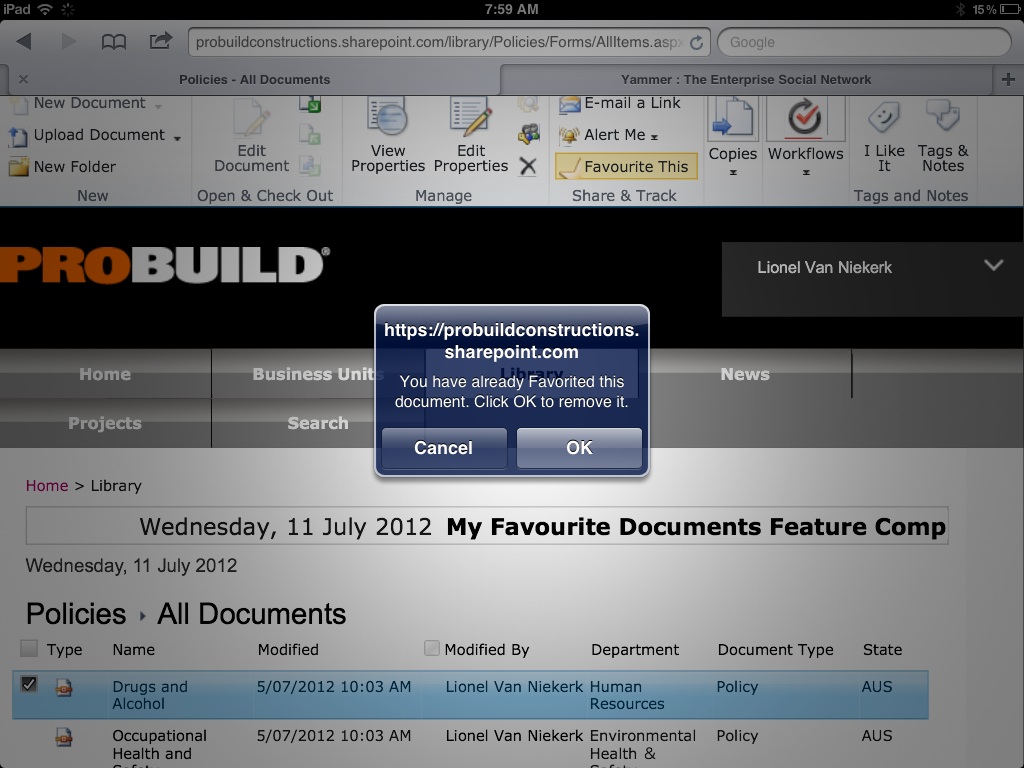 iPad 7:59 AM 15%
probuildconstructions.sharepoint.com/library/Policies/Forms/AllItems.asp Google
Policies - All Documents Yammer : The Enterprise Social Network
New Document
Upload Document
New Folder
New
Edit
Document
Open & Check Out
View
Properties
Edit
Properties
Manage
E-mail a Link
Alert Me
Favourite This
Share & Track
Copies
Workflows
I Like
It
Tags &
Notes
Tags and Notes
PROBUILD®
Lionel Van Niekerk
https://probuildconstructions.
sharepoint.com
You have already Favorited this
document. Click OK to remove it.
Cancel OK
Home Business Units Library News
Projects Search
Home > Library
Wednesday, 11 July 2012 My Favourite Documents Feature Comp
Wednesday, 11 July 2012
Policies All Documents
Type Name Modified Modified By Department Document Type State
Drugs and 5/07/2012 10:03 AM Lionel Van Niekerk Human Policy AUS
Alcohol Resources
Occupational 5/07/2012 10:03 AM Lionel Van Niekerk Environmental Policy AUS
Health and Health &